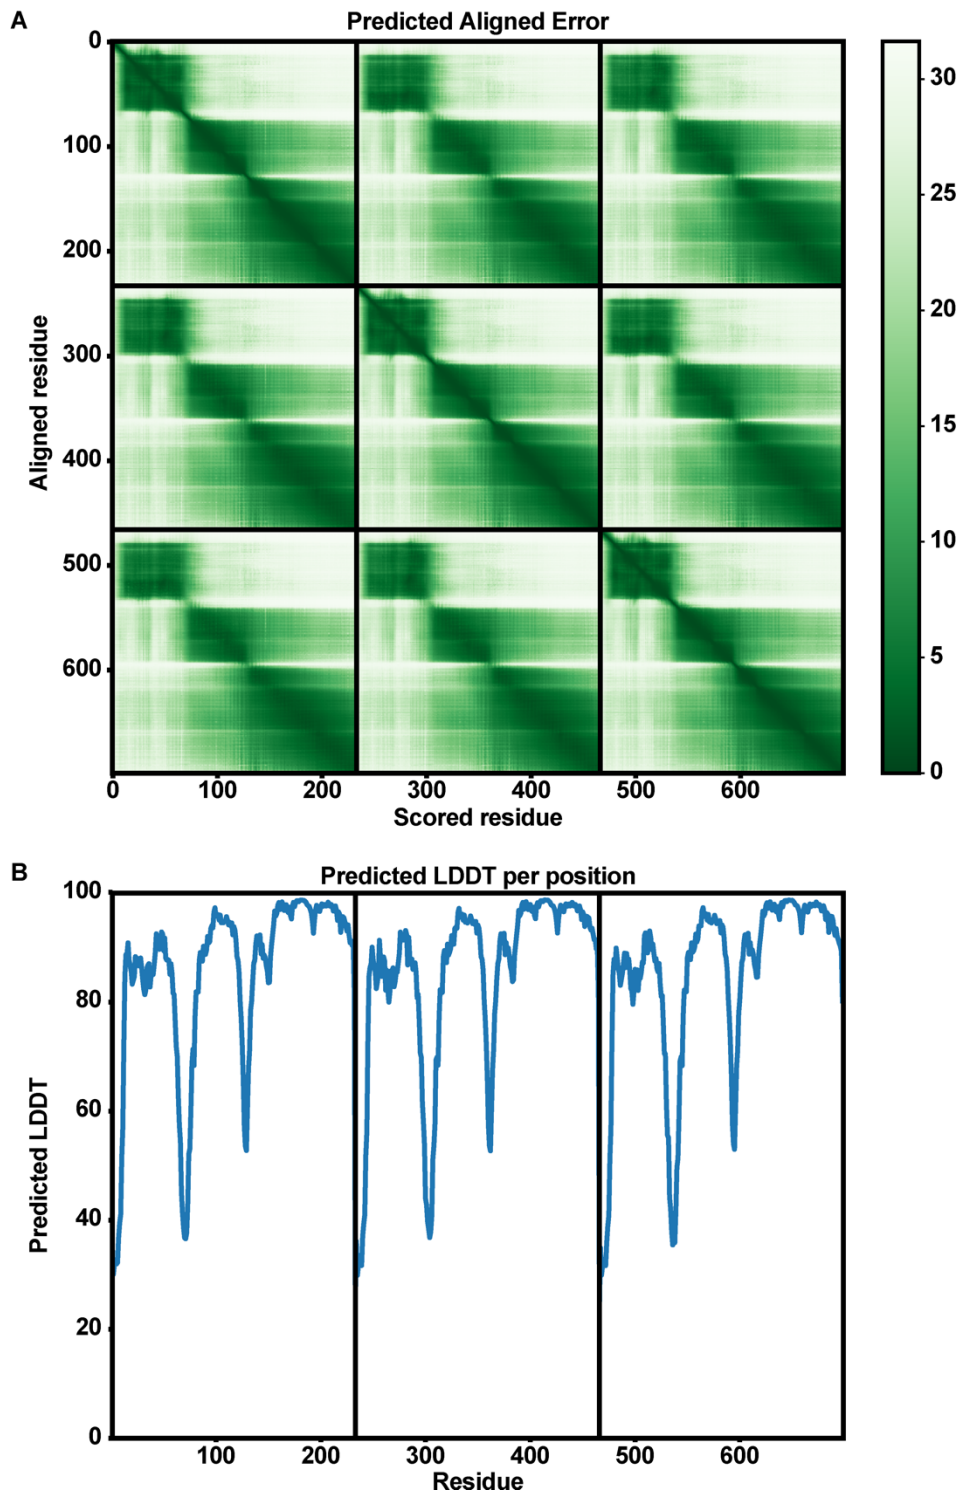 A
Predicted Aligned Error
0
100
200
300
400
500
600
Aligned residue
0 100 200 300 400 500 600
Scored residue
30
25
20
15
10
5
0
B
Predicted LDDT per position
100
80
60
40
20
0
Predicted LDDT
100 200 300 400 500 600
Residue